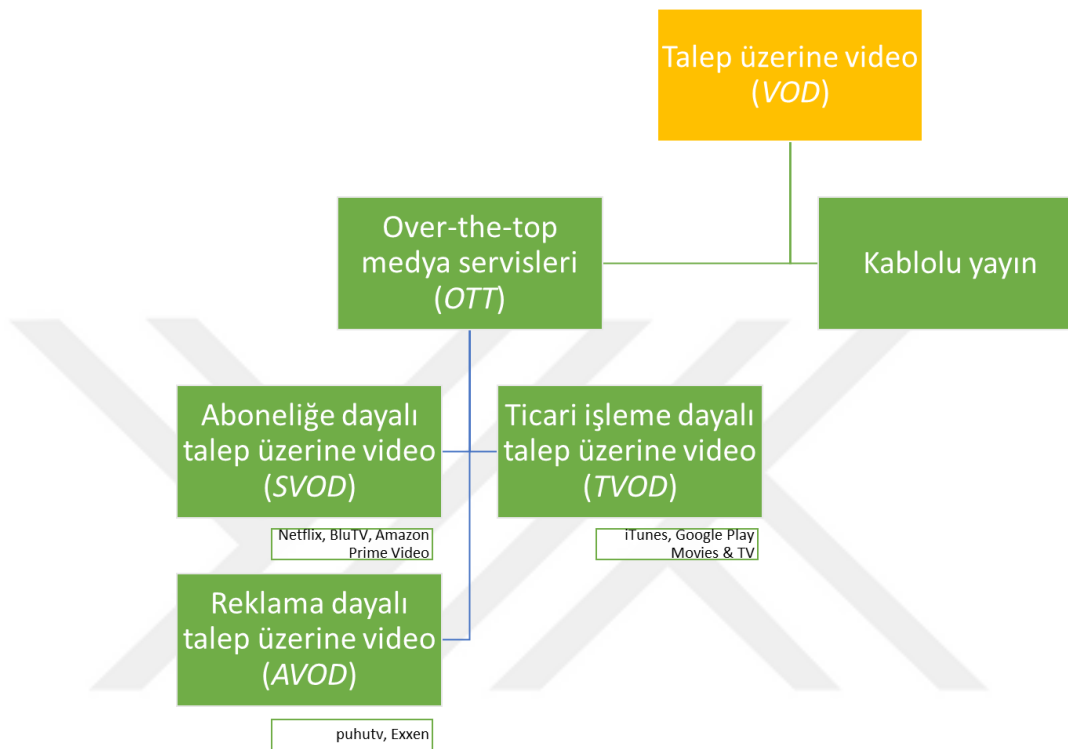 Talep üzerine video
(VOD)
Over-the-top
medya servisleri
(OTT)
Kablolu yayın
Aboneliğe dayalı
talep üzerine video
(SVOD)
Ticari işleme dayalı
talep üzerine video
(TVOD)
Netflix, BluTV, Amazon
Prime Video
iTunes, Google Play
Movies & TV
Reklama dayalı
talep üzerine video
(AVOD)
puhutv, Exxen